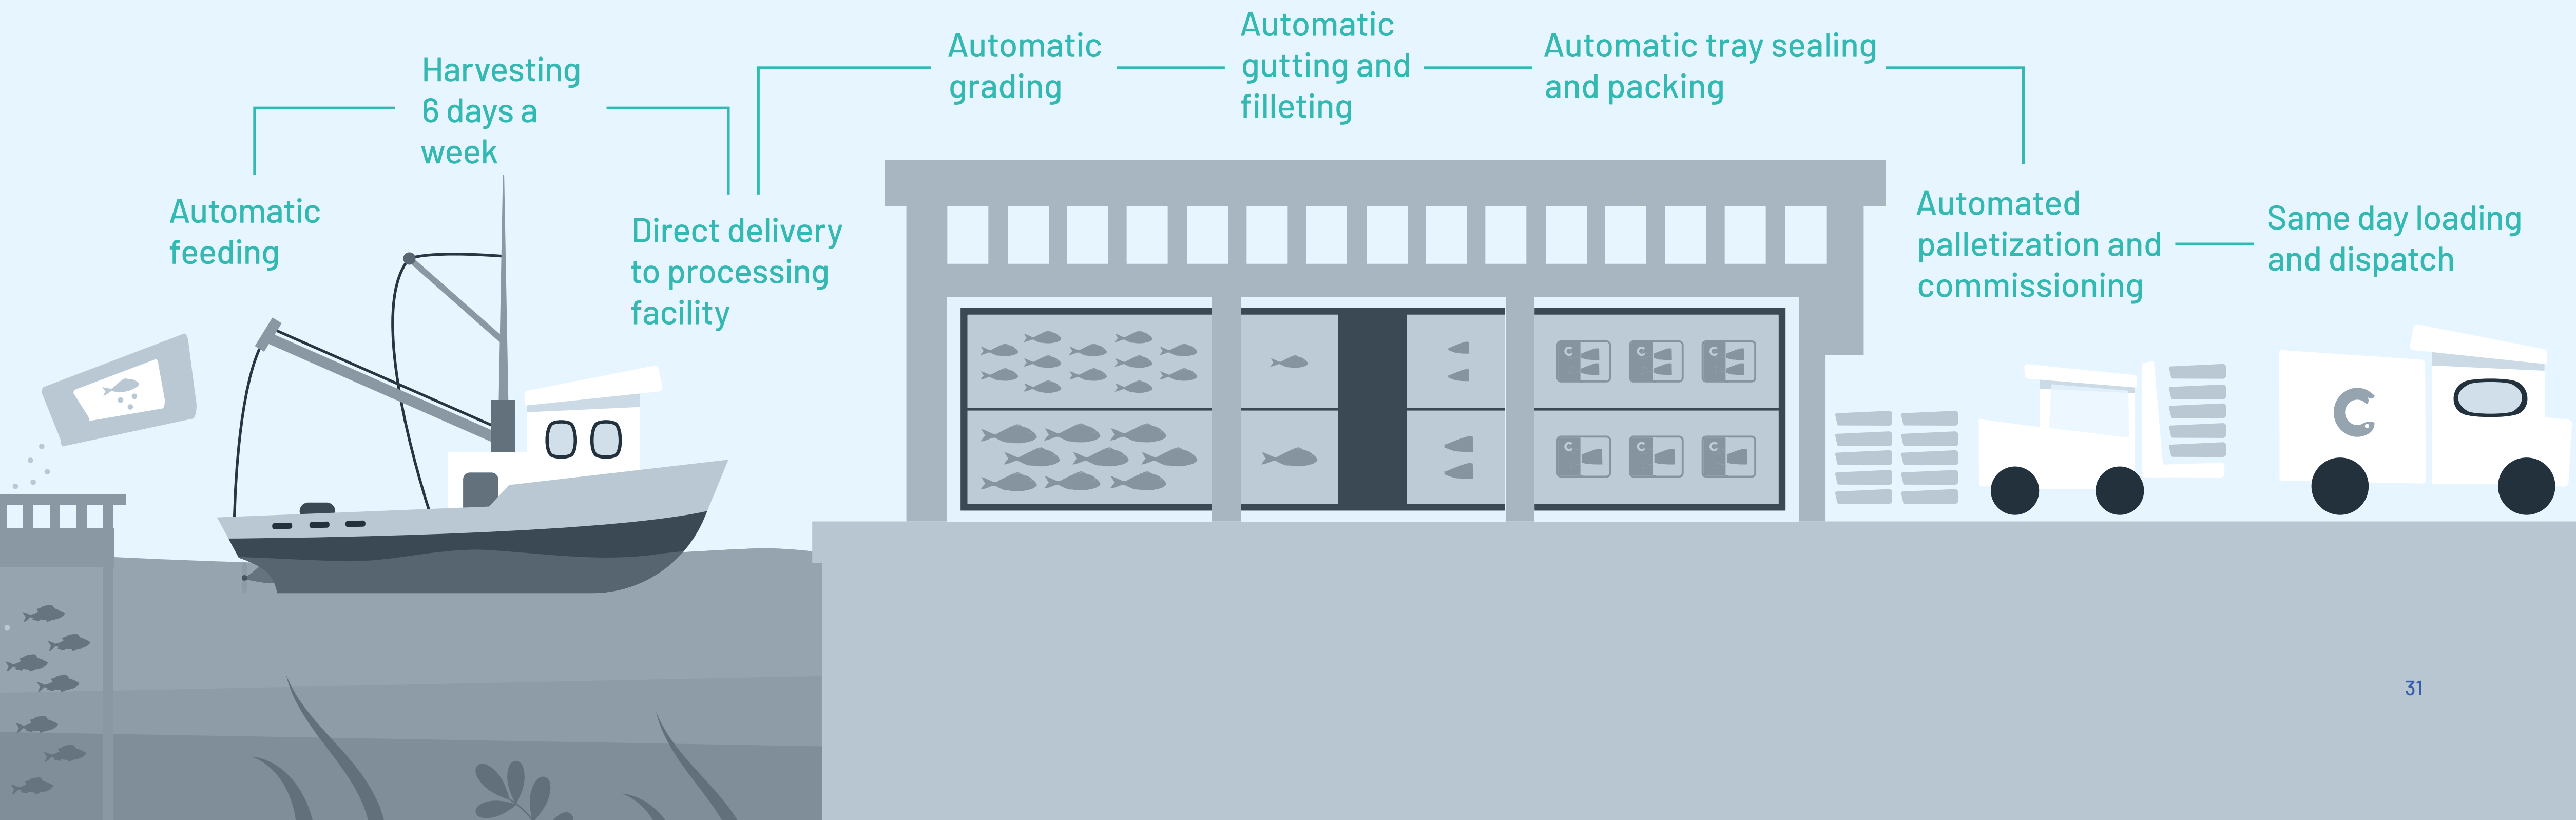 Automatic
feeding
Harvesting
6 days a
week
Direct delivery
to processing
facility
Automatic
grading
Automatic
gutting and
filleting
Automatic tray sealing
and packing
Automated
palletization and
commissioning
Same day loading
and dispatch
31